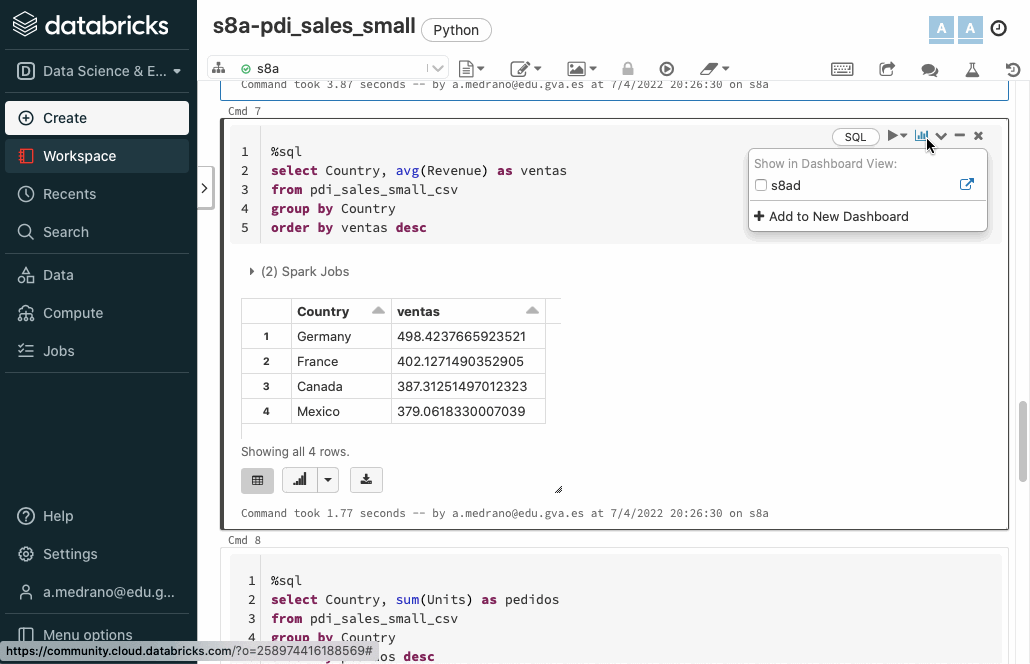 databricks
Data Science & E...
Create
Workspace
Recents
Search
Data
Compute
Jobs
Help
Settings
a.medrano@edu.g...
Menu options
https://community.cloud.databricks.com/?o=258974416188569#
s8a-pdi_sales_small
Python
A A
s8a
Command took 3.87 seconds -- by a.medrano@edu.gva.es at 7/4/2022 20:26:30 on s8a
Cmd 7
SQL
Show in Dashboard View:
s8ad
Add to New Dashboard
1 %sql
2 select Country, avg(Revenue) as ventas
3 from pdi_sales_small_csv
4 group by Country
5 order by ventas desc
(2) Spark Jobs
Country ventas
1 Germany 498.4237665923521
2 France 402.1271490352905
3 Canada 387.31251497012323
4 Mexico 379.0618330007039
Showing all 4 rows.
Command took 1.77 seconds -- by a.medrano@edu.gva.es at 7/4/2022 20:26:30 on s8a
Cmd 8
1 %sql
2 select Country, sum(Units) as pedidos
3 from pdi_sales_small_csv
4 group by Country
desc